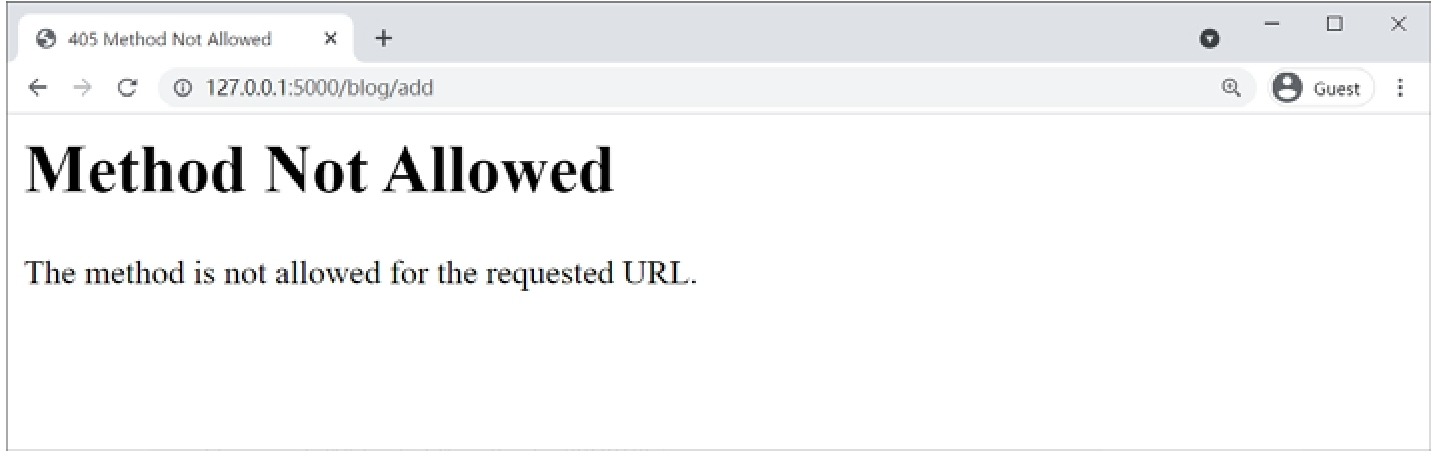 405 Method Not Allowed
127.0.0.1:5000/blog/add
Guest
Method Not Allowed
The method is not allowed for the requested URL.